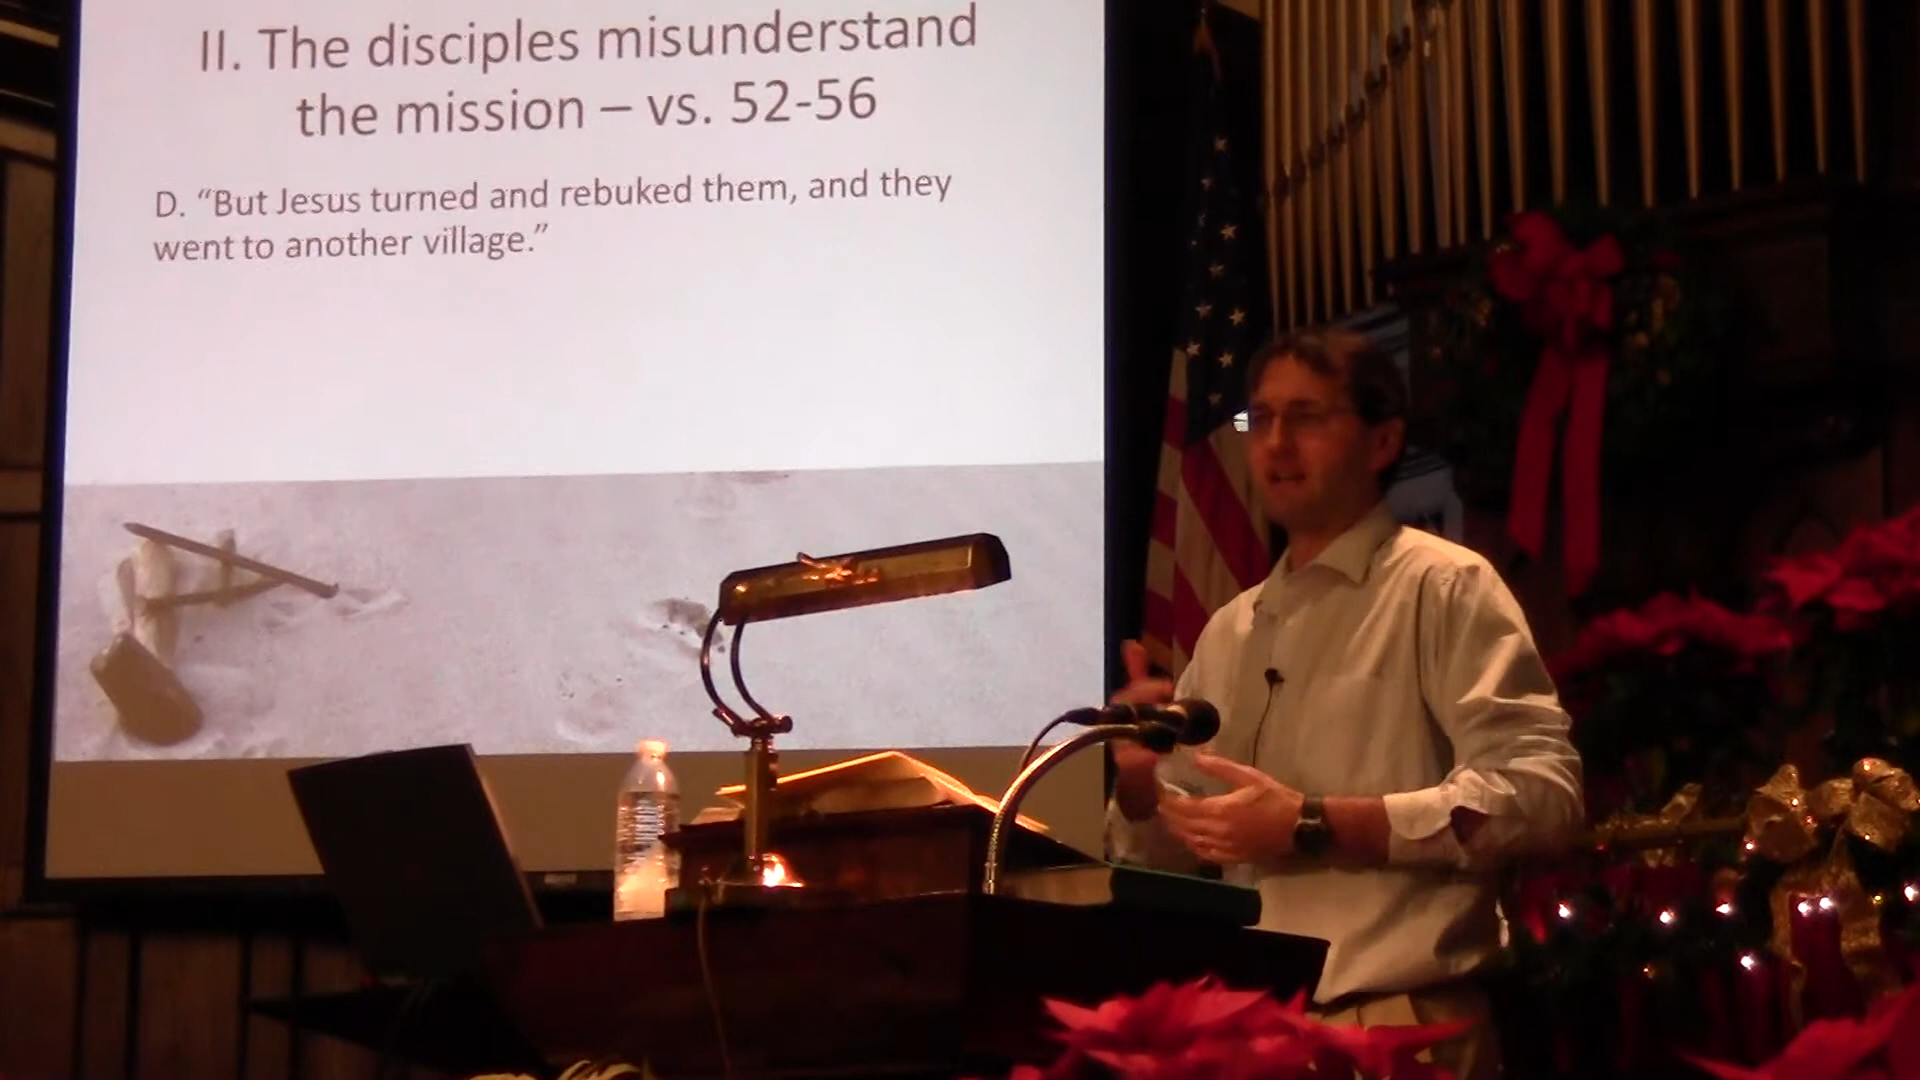 II. The disciples misunderstand
the mission – vs. 52-56
D. “But Jesus turned and rebuked them, and they
went to another village.”